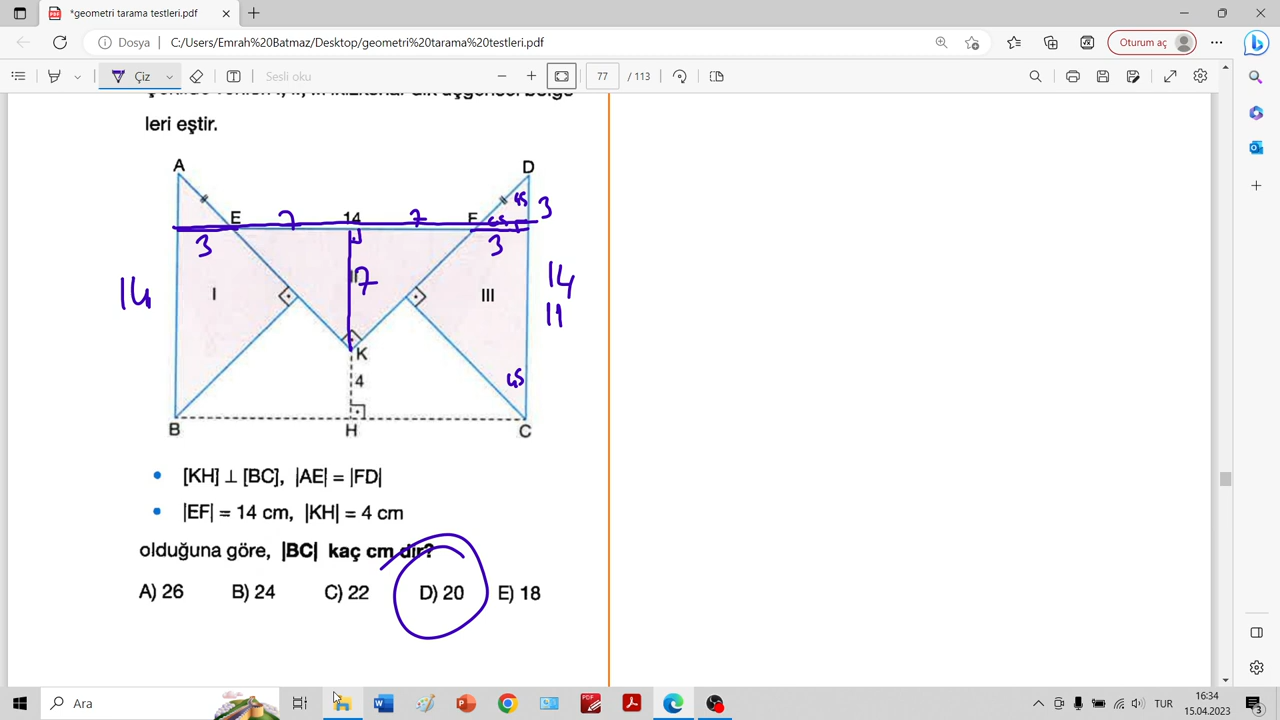 *geometri tarama testleri.pdf
Dosya C:/Users/Emrah%20Batmaz/Desktop/geometri%20tarama%20testleri.pdf
Oturum aç
Çiz
Sesli oku
77 / 113
leri eştir.
A
D
E 7 14 7 F 45 45 3
3 3
14 I II 7 III 14
11
K
4 45
B H C
• [KH] ⊥ [BC], |AE| = |FD|
• |EF| = 14 cm, |KH| = 4 cm
olduğuna göre, |BC| kaç cm dir?
A) 26 B) 24 C) 22 D) 20 E) 18
Ara
TUR
16:34
15.04.2023
3